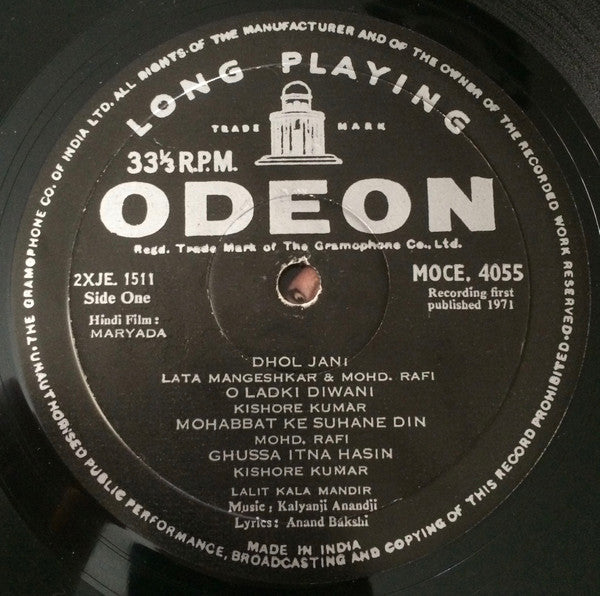 UNAUTHORISED PUBLIC PERFORMANCE, BROADCASTING AND COPYING OF THIS RECORD PROHIBITED · THE GRAMOPHONE CO. OF INDIA LTD. ALL RIGHTS OF THE MANUFACTURER AND OF THE OWNER OF THE RECORDED WORK RESERVED ·
LONG PLAYING
TRADE MARK
33⅓ R.P.M.
ODEON
Regd. Trade Mark of The Gramophone Co., Ltd.
2XJE. 1511
Side One
Hindi Film :
MARYADA
MOCE. 4055
Recording first
published 1971
DHOL JANI
LATA MANGESHKAR & MOHD. RAFI
O LADKI DIWANI
KISHORE KUMAR
MOHABBAT KE SUHANE DIN
MOHD. RAFI
GHUSSA ITNA HASIN
KISHORE KUMAR
LALIT KALA MANDIR
Music : Kalyanji Anandji
Lyrics: Anand Bakshi
MADE IN INDIA